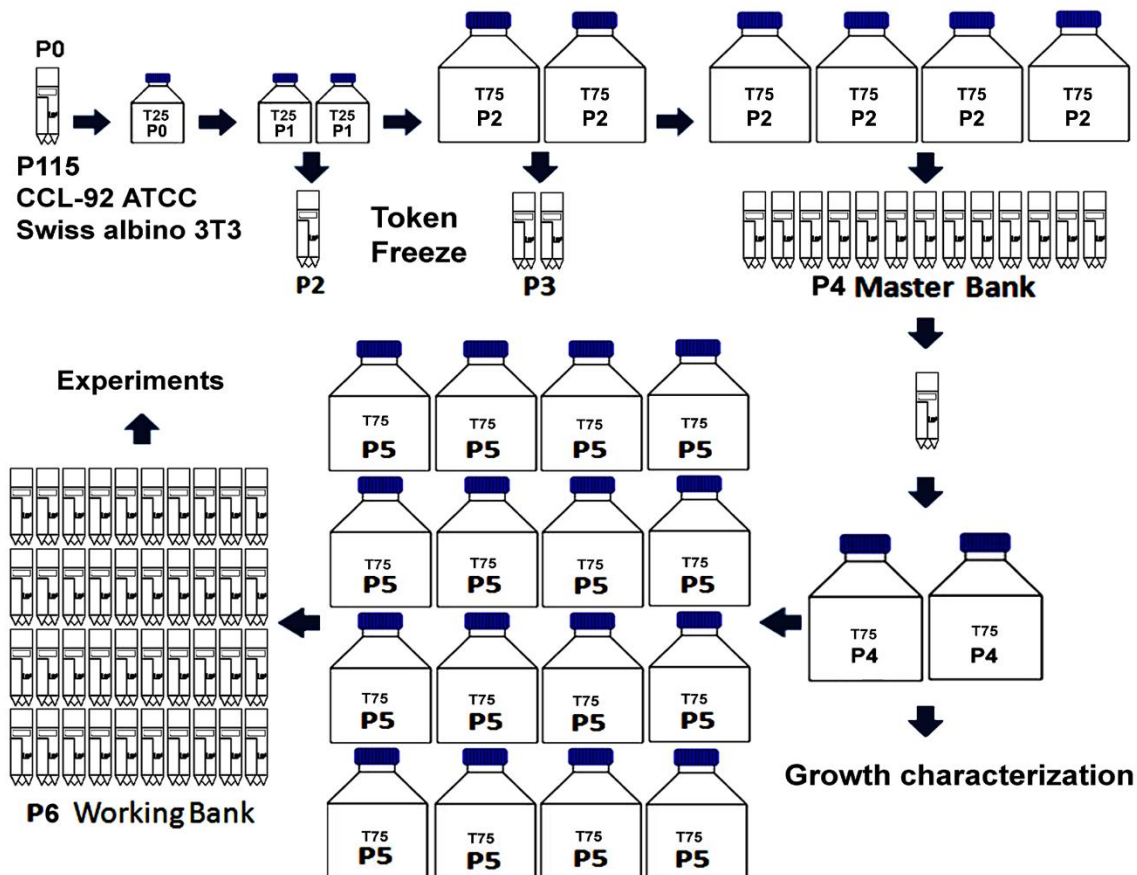 P0
P115
CCL-92 ATCC
Swiss albino 3T3
T25
P0
T25
P1
T25
P1
P2
Token
Freeze
T75
P2
T75
P2
P3
T75
P2
T75
P2
T75
P2
T75
P2
P4 Master Bank
T75
P4
T75
P4
Growth characterization
T75
P5
T75
P5
T75
P5
T75
P5
T75
P5
T75
P5
T75
P5
T75
P5
T75
P5
T75
P5
T75
P5
T75
P5
T75
P5
T75
P5
T75
P5
T75
P5
Experiments
P6 Working Bank